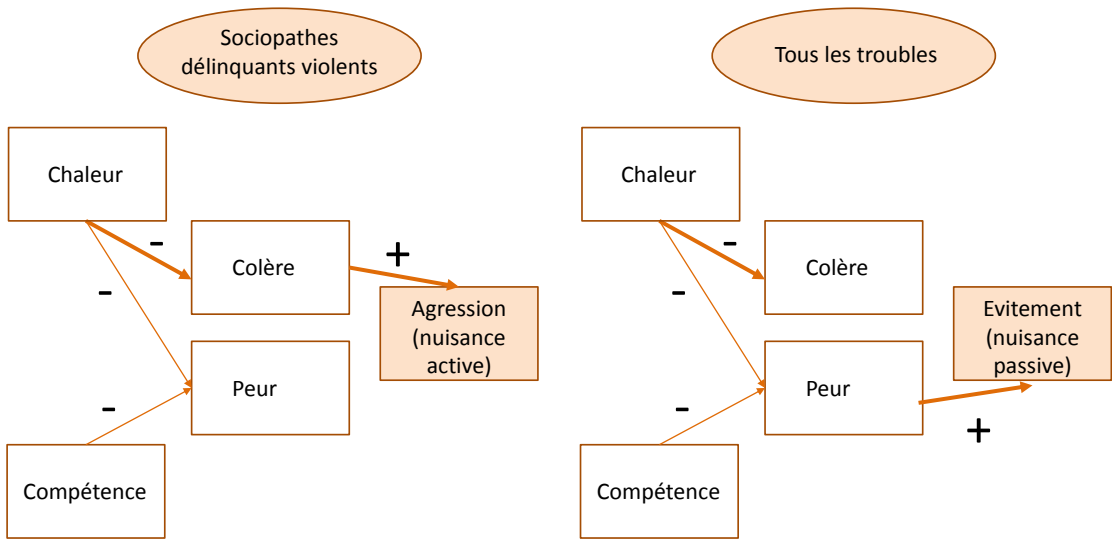 Sociopathes
délinquants violents
Chaleur
-
Colère
+
-
Agression
(nuisance
active)
Peur
-
Compétence
Tous les troubles
Chaleur
-
Colère
-
Evitement
(nuisance
passive)
Peur
-
+
Compétence